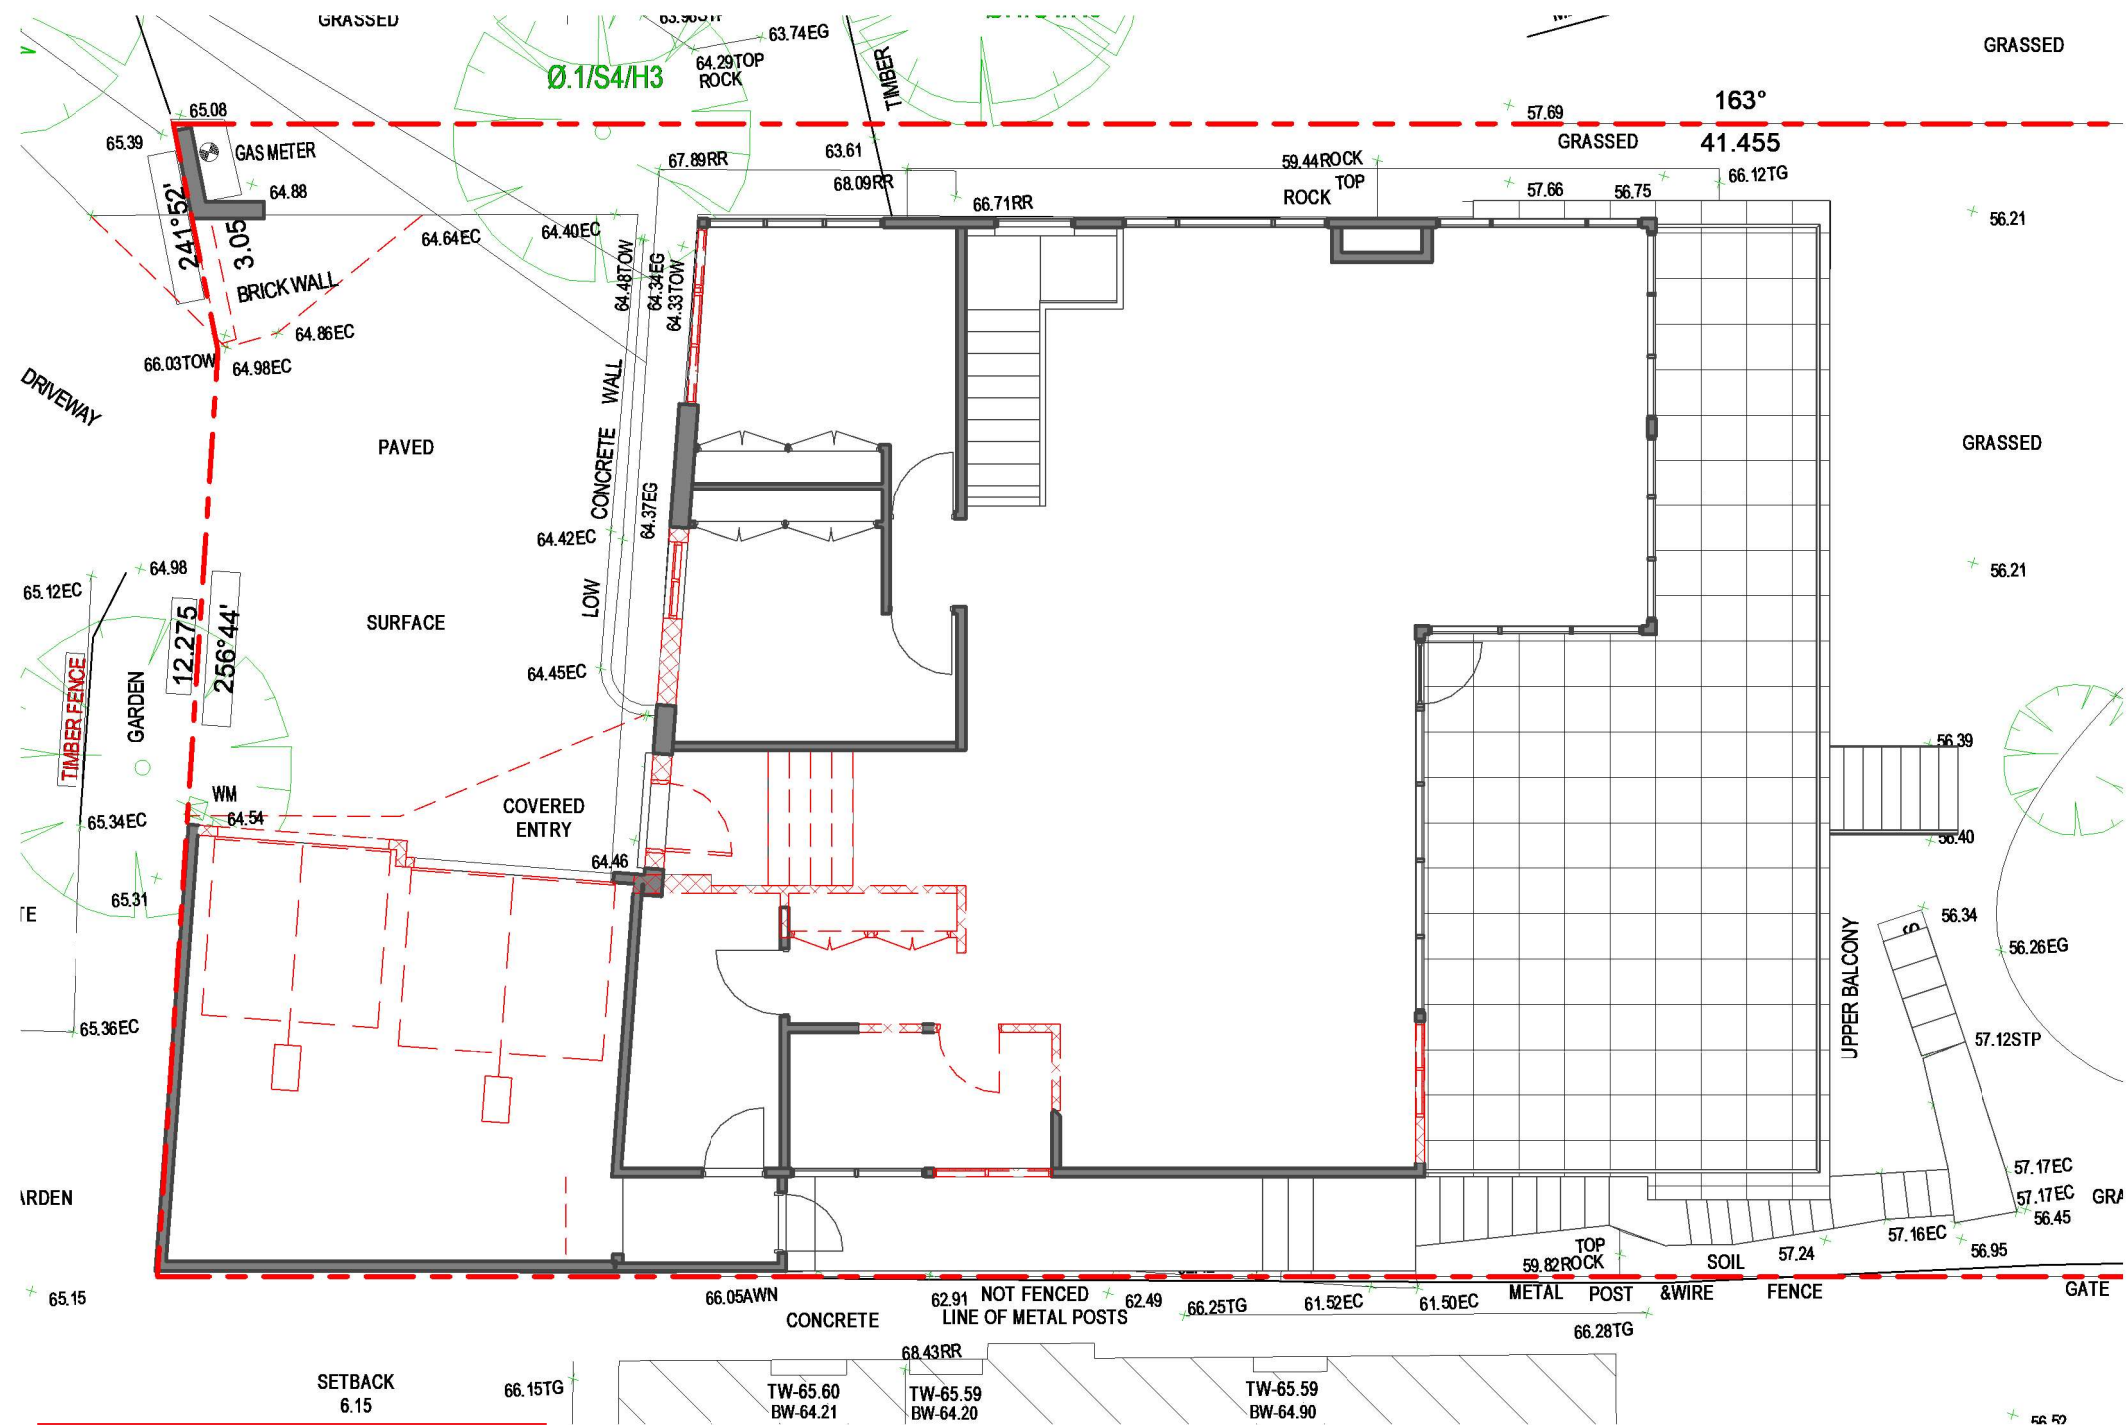 GRASSED
63.74EG
64.29TOP
ROCK
Ø.1/S4/H3
TIMBER
GRASSED
163°
57.69
GRASSED
41.455
65.08
65.39
GAS METER
64.88
67.89RR
63.61
68.09RR
66.71RR
59.44ROCK
TOP
ROCK
57.66
56.75
66.12TG
56.21
241°52'
3.05
BRICK WALL
64.64EC
64.40EC
64.48TOW
64.34EG
64.33TOW
64.86EC
66.03TOW
64.98EC
DRIVEWAY
PAVED
LOW CONCRETE WALL
64.37EG
GRASSED
64.42EC
64.98
65.12EC
56.21
12.275
256°44'
SURFACE
64.45EC
TIMBER FENCE
GARDEN
56.39
WM
64.54
65.34EC
COVERED
ENTRY
56.40
64.46
65.31
TE
56.34
UPPER BALCONY
S
56.26EG
65.36EC
57.12STP
ARDEN
57.17EC
57.17EC
GRA
56.45
57.16EC
56.95
TOP
59.82ROCK
SOIL
57.24
65.15
66.05AWN
62.91
NOT FENCED
62.49
LINE OF METAL POSTS
66.25TG
61.52EC
61.50EC
METAL POST &WIRE FENCE
GATE
CONCRETE
66.28TG
68.43RR
SETBACK
6.15
66.15TG
TW-65.60
BW-64.21
TW-65.59
BW-64.20
TW-65.59
BW-64.90
56.52